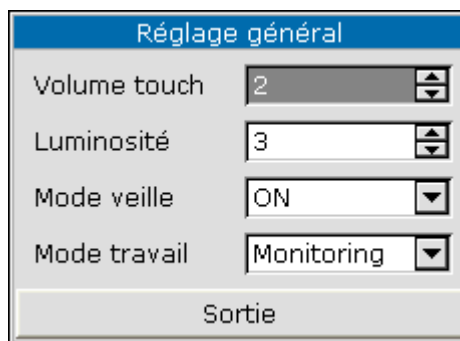 Réglage général
Volume touch 2
Luminosité 3
Mode veille ON
Mode travail Monitoring
Sortie